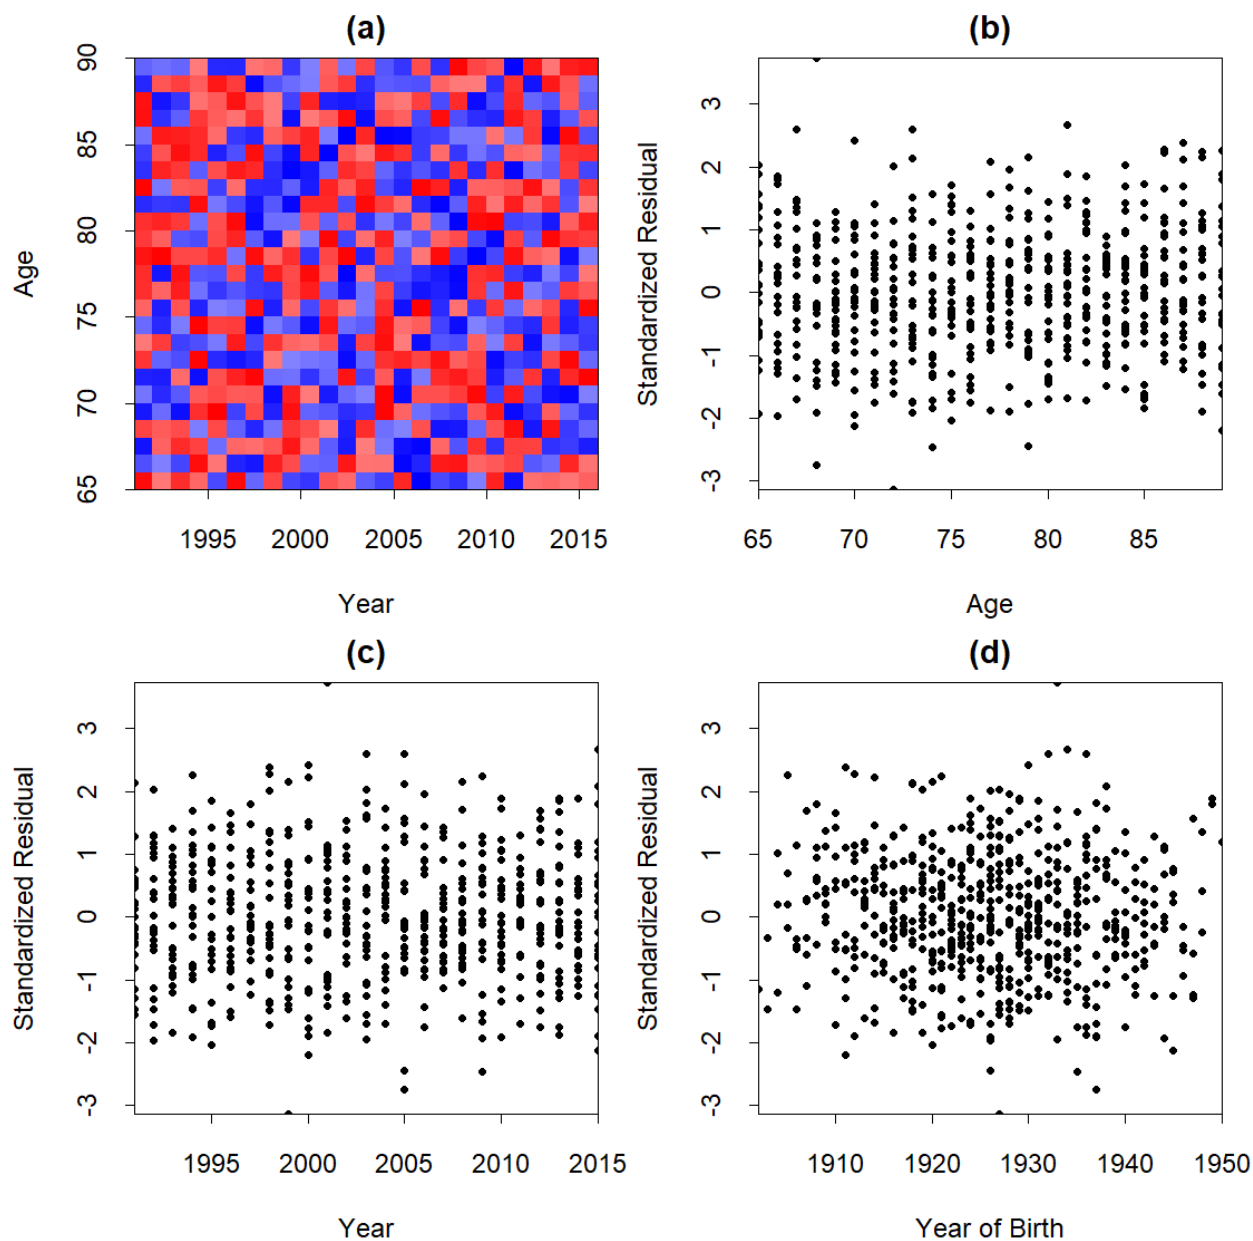 (a)
Age
90
85
80
75
70
65
1995 2000 2005 2010 2015
Year
(b)
Standardized Residual
3
2
1
0
-1
-2
-3
65 70 75 80 85
Age
(c)
Standardized Residual
3
2
1
0
-1
-2
-3
1995 2000 2005 2010 2015
Year
(d)
Standardized Residual
3
2
1
0
-1
-2
-3
1910 1920 1930 1940 1950
Year of Birth